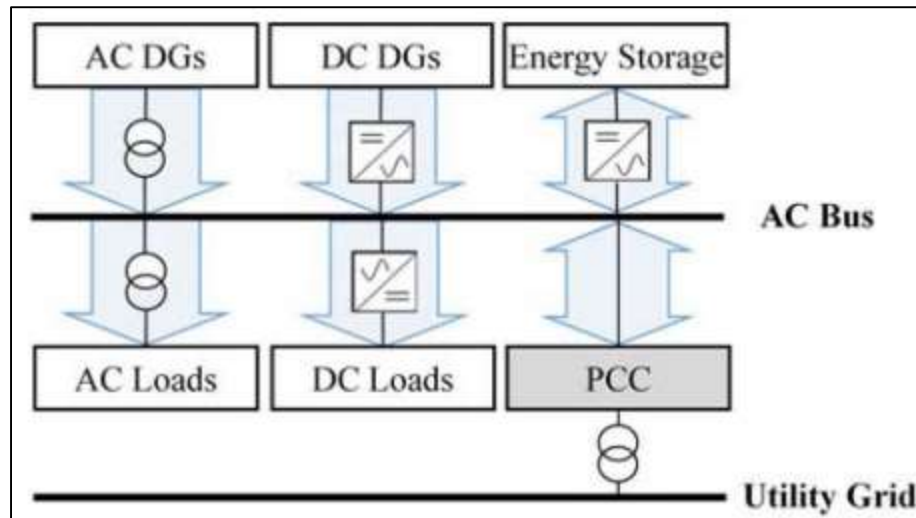 AC DGs
DC DGs
Energy Storage
AC Bus
AC Loads
DC Loads
PCC
Utility Grid